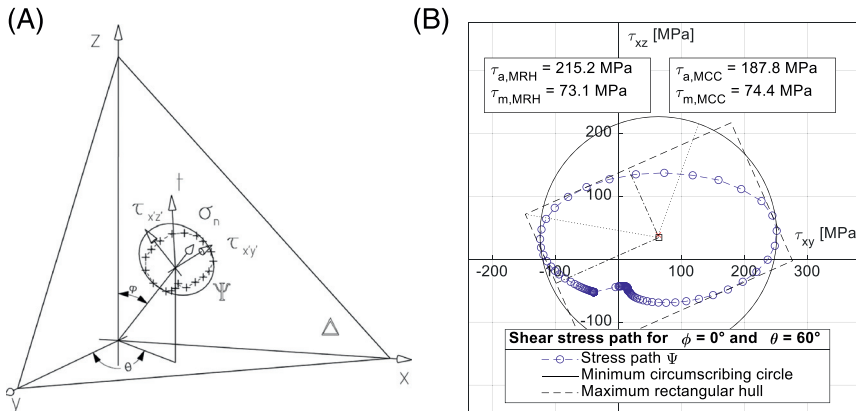 (A)
z
t
τx'z'
σn
τx'y'
Ψ
φ
Δ
θ
x
y
(B)
τxz [MPa]
τa,MRH = 215.2 MPa
τm,MRH = 73.1 MPa
τa,MCC = 187.8 MPa
τm,MCC = 74.4 MPa
200
100
τxy [MPa]
-200
-100
100
200
300
-100
Shear stress path for ϕ = 0° and θ = 60°
Stress path Ψ
Minimum circumscribing circle
Maximum rectangular hull